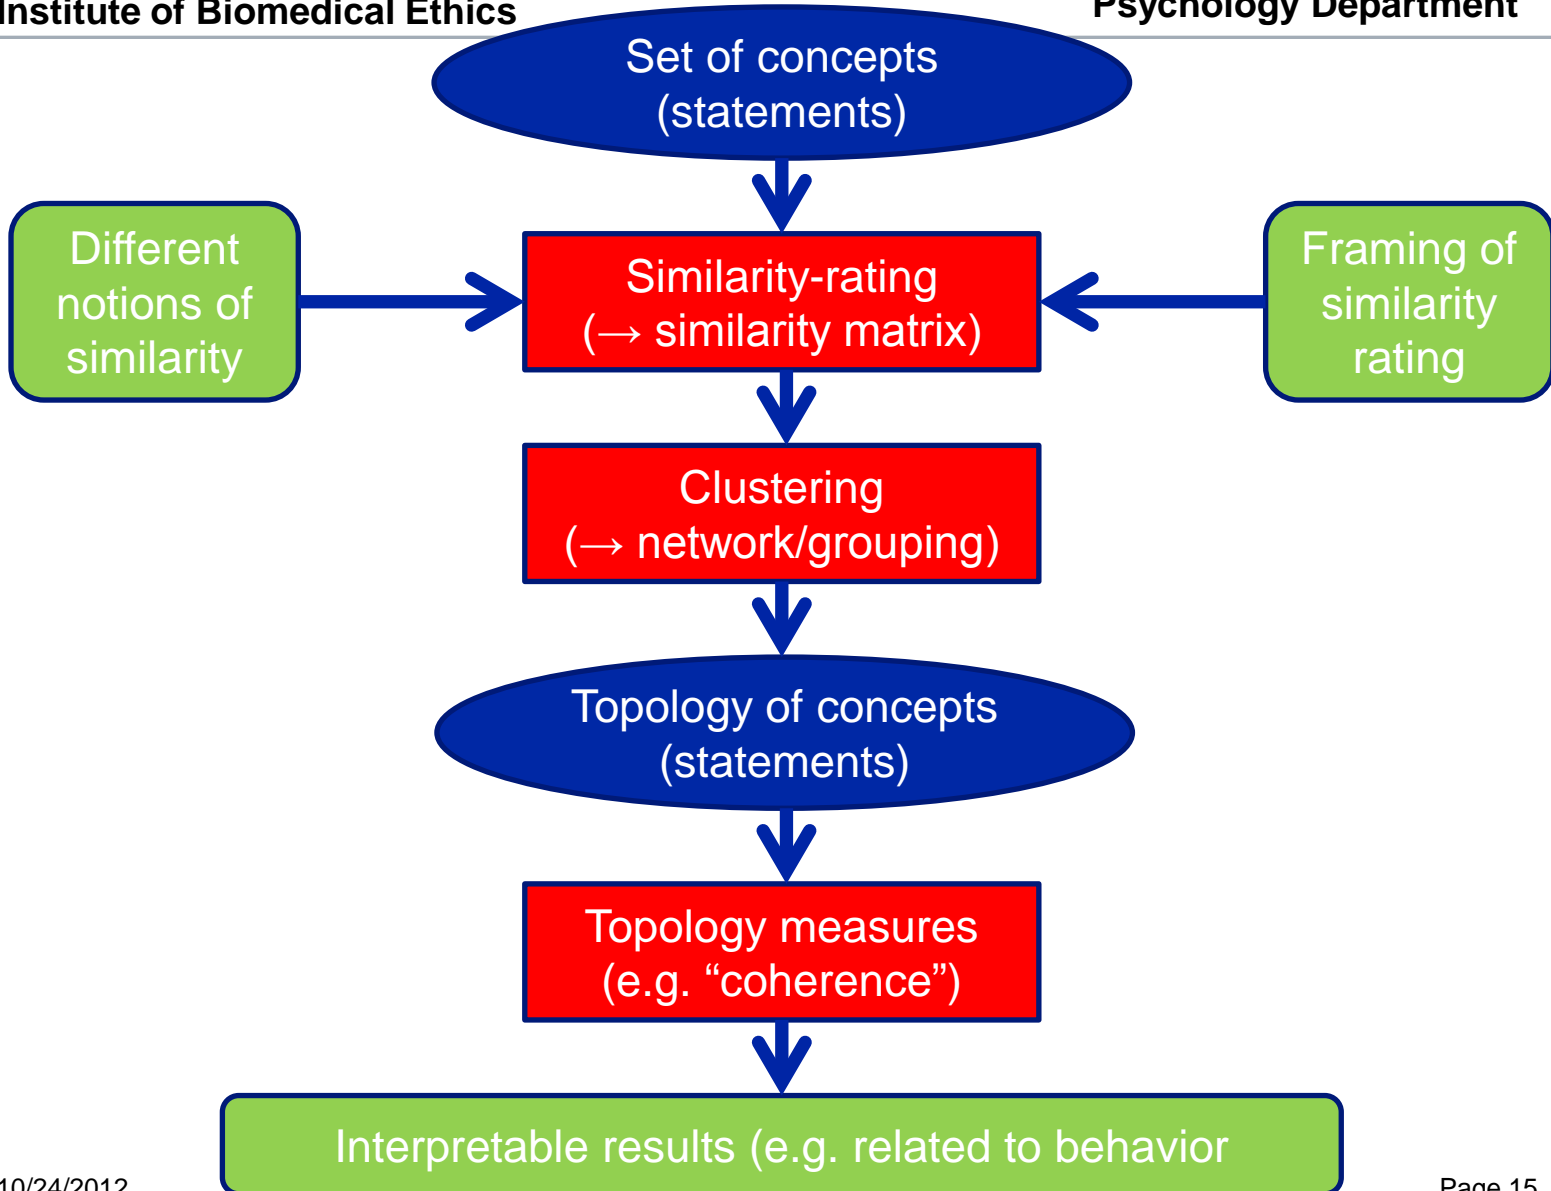 Institute of Biomedical Ethics
Psychology Department
Set of concepts
(statements)
Different
notions of
similarity
Similarity-rating
(→ similarity matrix)
Framing of
similarity
rating
Clustering
(→ network/grouping)
Topology of concepts
(statements)
Topology measures
(e.g. “coherence”)
Interpretable results (e.g. related to behavior
10/24/2012
Page 15